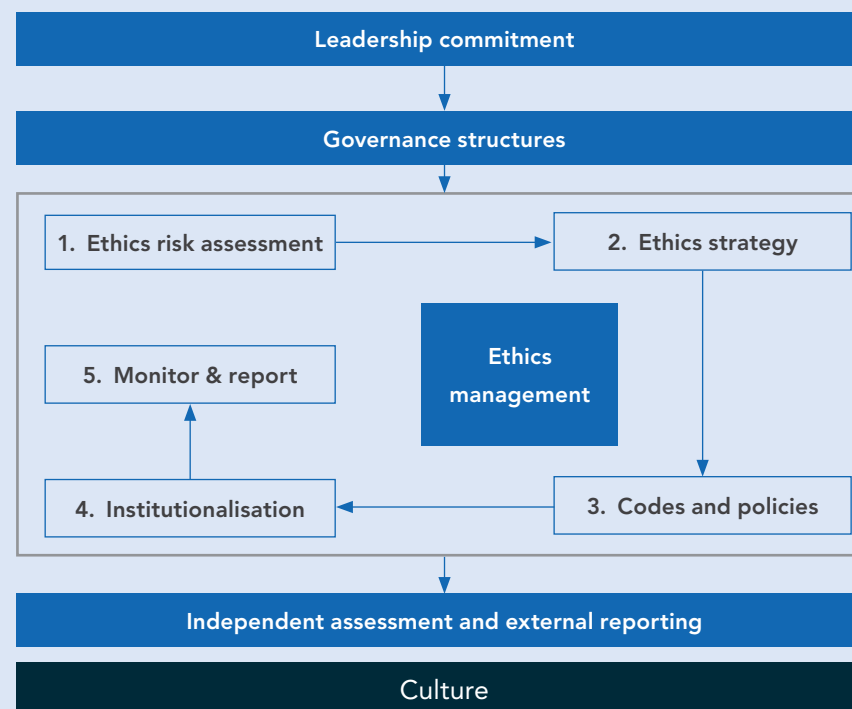 Leadership commitment
Governance structures
1. Ethics risk assessment
2. Ethics strategy
Ethics
management
5. Monitor & report
4. Institutionalisation
3. Codes and policies
Independent assessment and external reporting
Culture